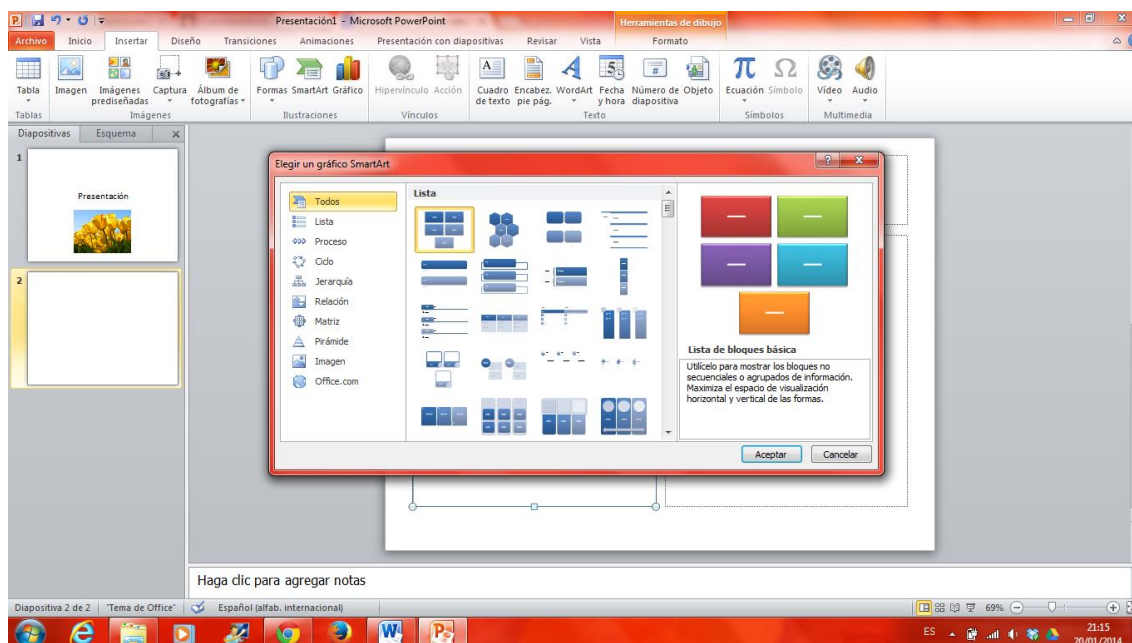 Presentación1 - Microsoft PowerPoint
Herramientas de dibujo
Archivo Inicio Insertar Diseño Transiciones Animaciones Presentación con diapositivas Revisar Vista Formato
Tabla Imagen Imágenes prediseñadas Captura Álbum de fotografías Formas SmartArt Gráfico Hipervínculo Acción Cuadro de texto Encabez. pie pág. WordArt Fecha y hora Número de diapositiva Objeto Ecuación Símbolo Vídeo Audio
Tablas Imágenes Ilustraciones Vínculos Texto Símbolos Multimedia
Diapositivas Esquema
1
Presentación
2
Elegir un gráfico SmartArt
Todos
Lista
Proceso
Ciclo
Jerarquía
Relación
Matriz
Pirámide
Imagen
Office.com
Lista
Lista de bloques básica
Utilícelo para mostrar los bloques no
secuenciales o agrupados de información.
Maximiza el espacio de visualización
horizontal y vertical de las formas.
Aceptar Cancelar
Haga clic para agregar notas
Diapositiva 2 de 2 "Tema de Office" Español (alfab. internacional) 69%
ES 21:15
20/01/2014